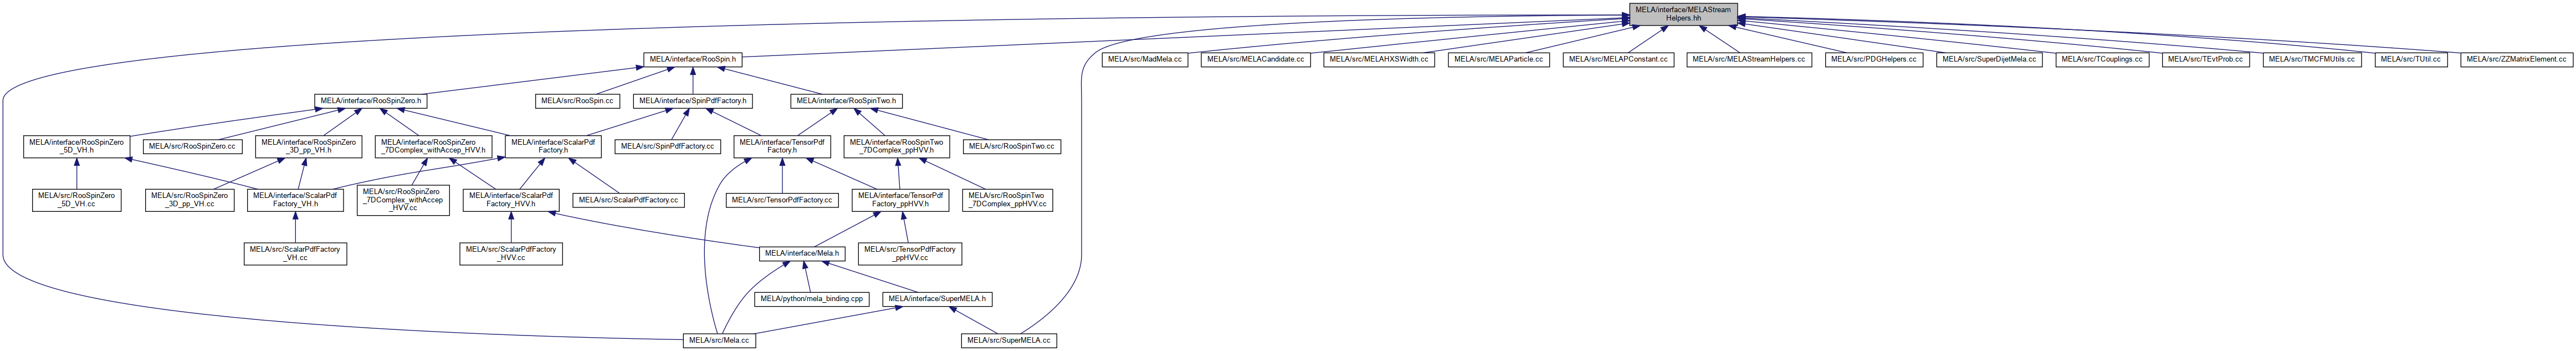 MELA/interface/MELAStream
Helpers.hh
MELA/interface/RooSpin.h
MELA/src/MadMela.cc
MELA/src/MELACandidate.cc
MELA/src/MELAHXSWidth.cc
MELA/src/MELAParticle.cc
MELA/src/MELAPConstant.cc
MELA/src/MELAStreamHelpers.cc
MELA/src/PDGHelpers.cc
MELA/src/SuperDijetMela.cc
MELA/src/TCouplings.cc
MELA/src/TEvtProb.cc
MELA/src/TMCFMUtils.cc
MELA/src/TUtil.cc
MELA/src/ZZMatrixElement.cc
MELA/interface/RooSpinZero.h
MELA/src/RooSpin.cc
MELA/interface/SpinPdfFactory.h
MELA/interface/RooSpinTwo.h
MELA/interface/RooSpinZero
_5D_VH.h
MELA/src/RooSpinZero.cc
MELA/interface/RooSpinZero
_3D_pp_VH.h
MELA/interface/RooSpinZero
_7DComplex_withAccep_HVV.h
MELA/interface/ScalarPdf
Factory.h
MELA/src/SpinPdfFactory.cc
MELA/interface/TensorPdf
Factory.h
MELA/interface/RooSpinTwo
_7DComplex_ppHVV.h
MELA/src/RooSpinTwo.cc
MELA/src/RooSpinZero
_5D_VH.cc
MELA/src/RooSpinZero
_3D_pp_VH.cc
MELA/interface/ScalarPdf
Factory_VH.h
MELA/src/RooSpinZero
_7DComplex_withAccep
_HVV.cc
MELA/interface/ScalarPdf
Factory_HVV.h
MELA/src/ScalarPdfFactory.cc
MELA/src/TensorPdfFactory.cc
MELA/interface/TensorPdf
Factory_ppHVV.h
MELA/src/RooSpinTwo
_7DComplex_ppHVV.cc
MELA/src/ScalarPdfFactory
_VH.cc
MELA/src/ScalarPdfFactory
_HVV.cc
MELA/interface/Mela.h
MELA/src/TensorPdfFactory
_ppHVV.cc
MELA/python/mela_binding.cpp
MELA/interface/SuperMELA.h
MELA/src/Mela.cc
MELA/src/SuperMELA.cc